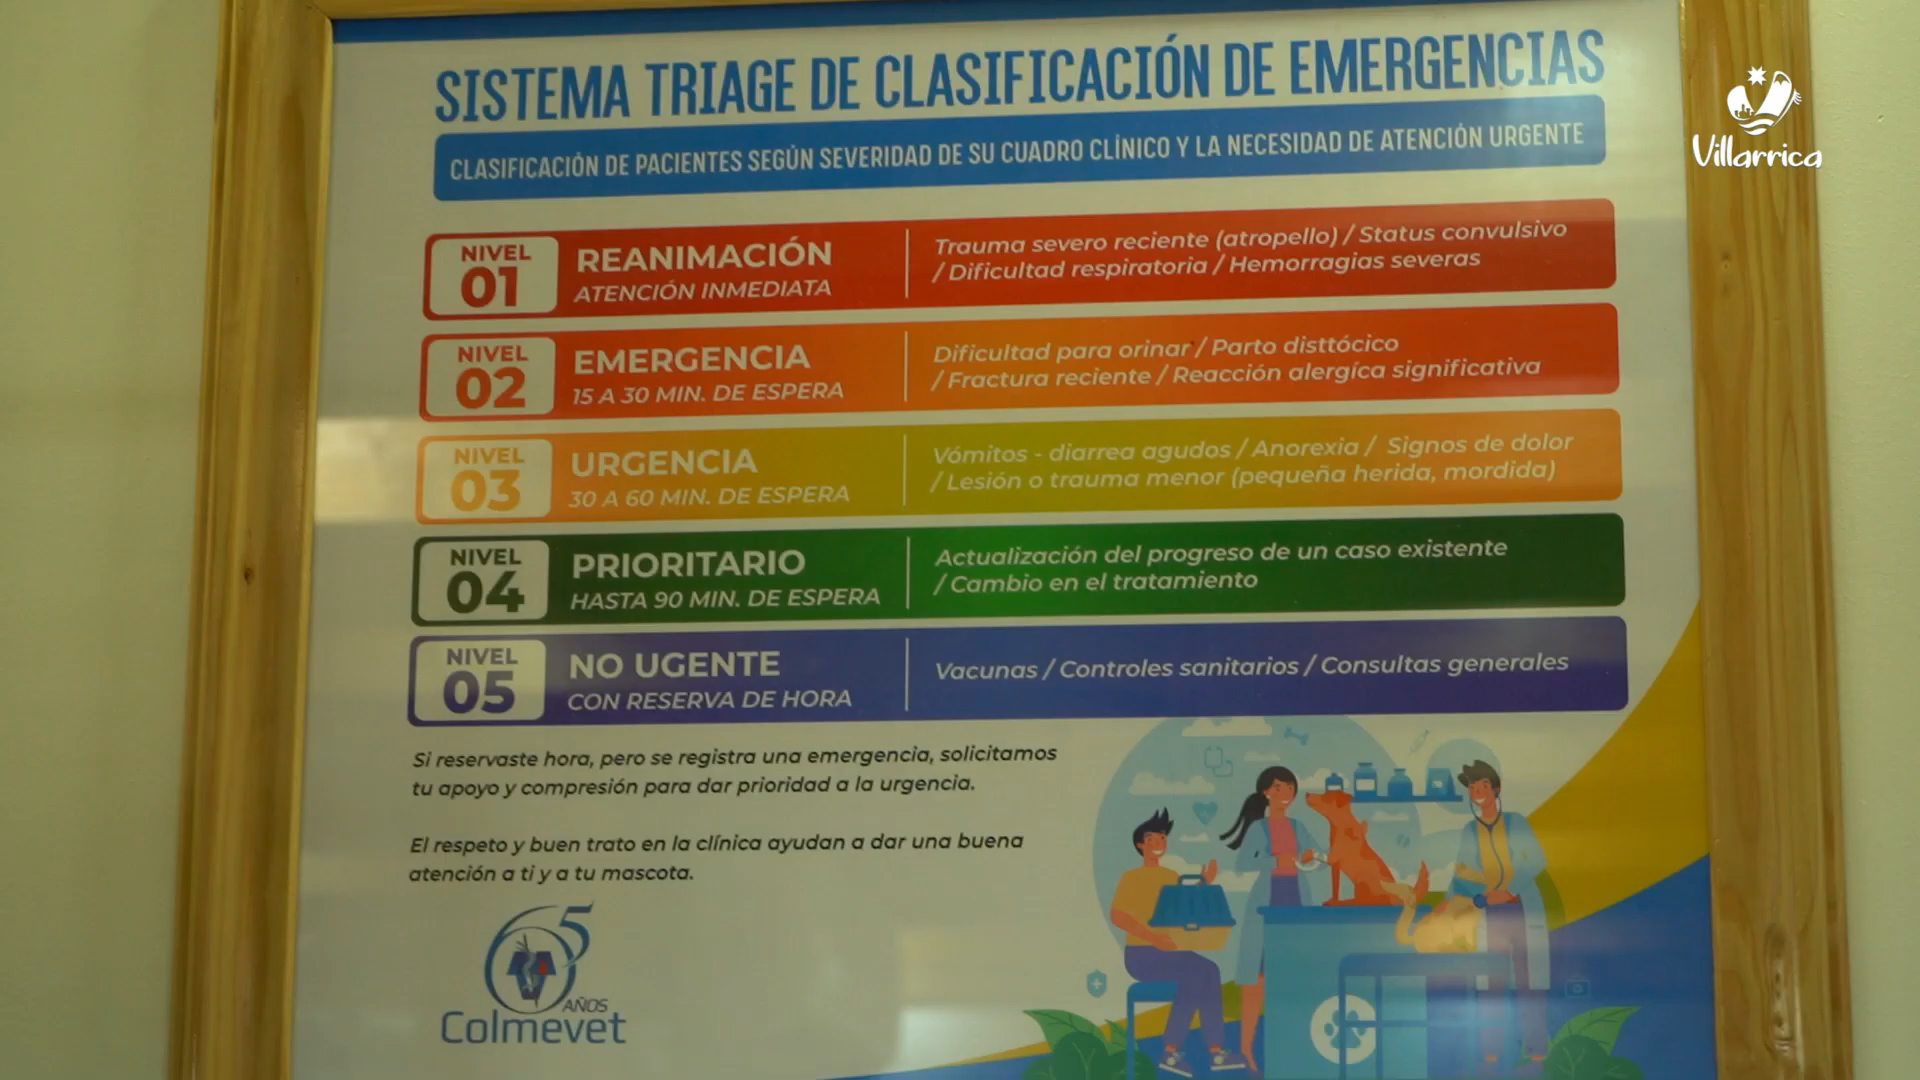 SISTEMA TRIAGE DE CLASIFICACIÓN DE EMERGENCIAS
CLASIFICACIÓN DE PACIENTES SEGÚN SEVERIDAD DE SU CUADRO CLÍNICO Y LA NECESIDAD DE ATENCIÓN URGENTE
Villarrica
NIVEL
01
REANIMACIÓN
ATENCIÓN INMEDIATA
Trauma severo reciente (atropello) / Status convulsivo
/ Dificultad respiratoria / Hemorragias severas
NIVEL
02
EMERGENCIA
15 A 30 MIN. DE ESPERA
Dificultad para orinar / Parto disttócico
/ Fractura reciente / Reacción alergíca significativa
NIVEL
03
URGENCIA
30 A 60 MIN. DE ESPERA
Vómitos - diarrea agudos / Anorexia / Signos de dolor
/ Lesión o trauma menor (pequeña herida, mordida)
NIVEL
04
PRIORITARIO
HASTA 90 MIN. DE ESPERA
Actualización del progreso de un caso existente
/ Cambio en el tratamiento
NIVEL
05
NO UGENTE
CON RESERVA DE HORA
Vacunas / Controles sanitarios / Consultas generales
Si reservaste hora, pero se registra una emergencia, solicitamos
tu apoyo y compresión para dar prioridad a la urgencia.
El respeto y buen trato en la clínica ayudan a dar una buena
atención a ti y a tu mascota.
65
AÑOS
Colmevet